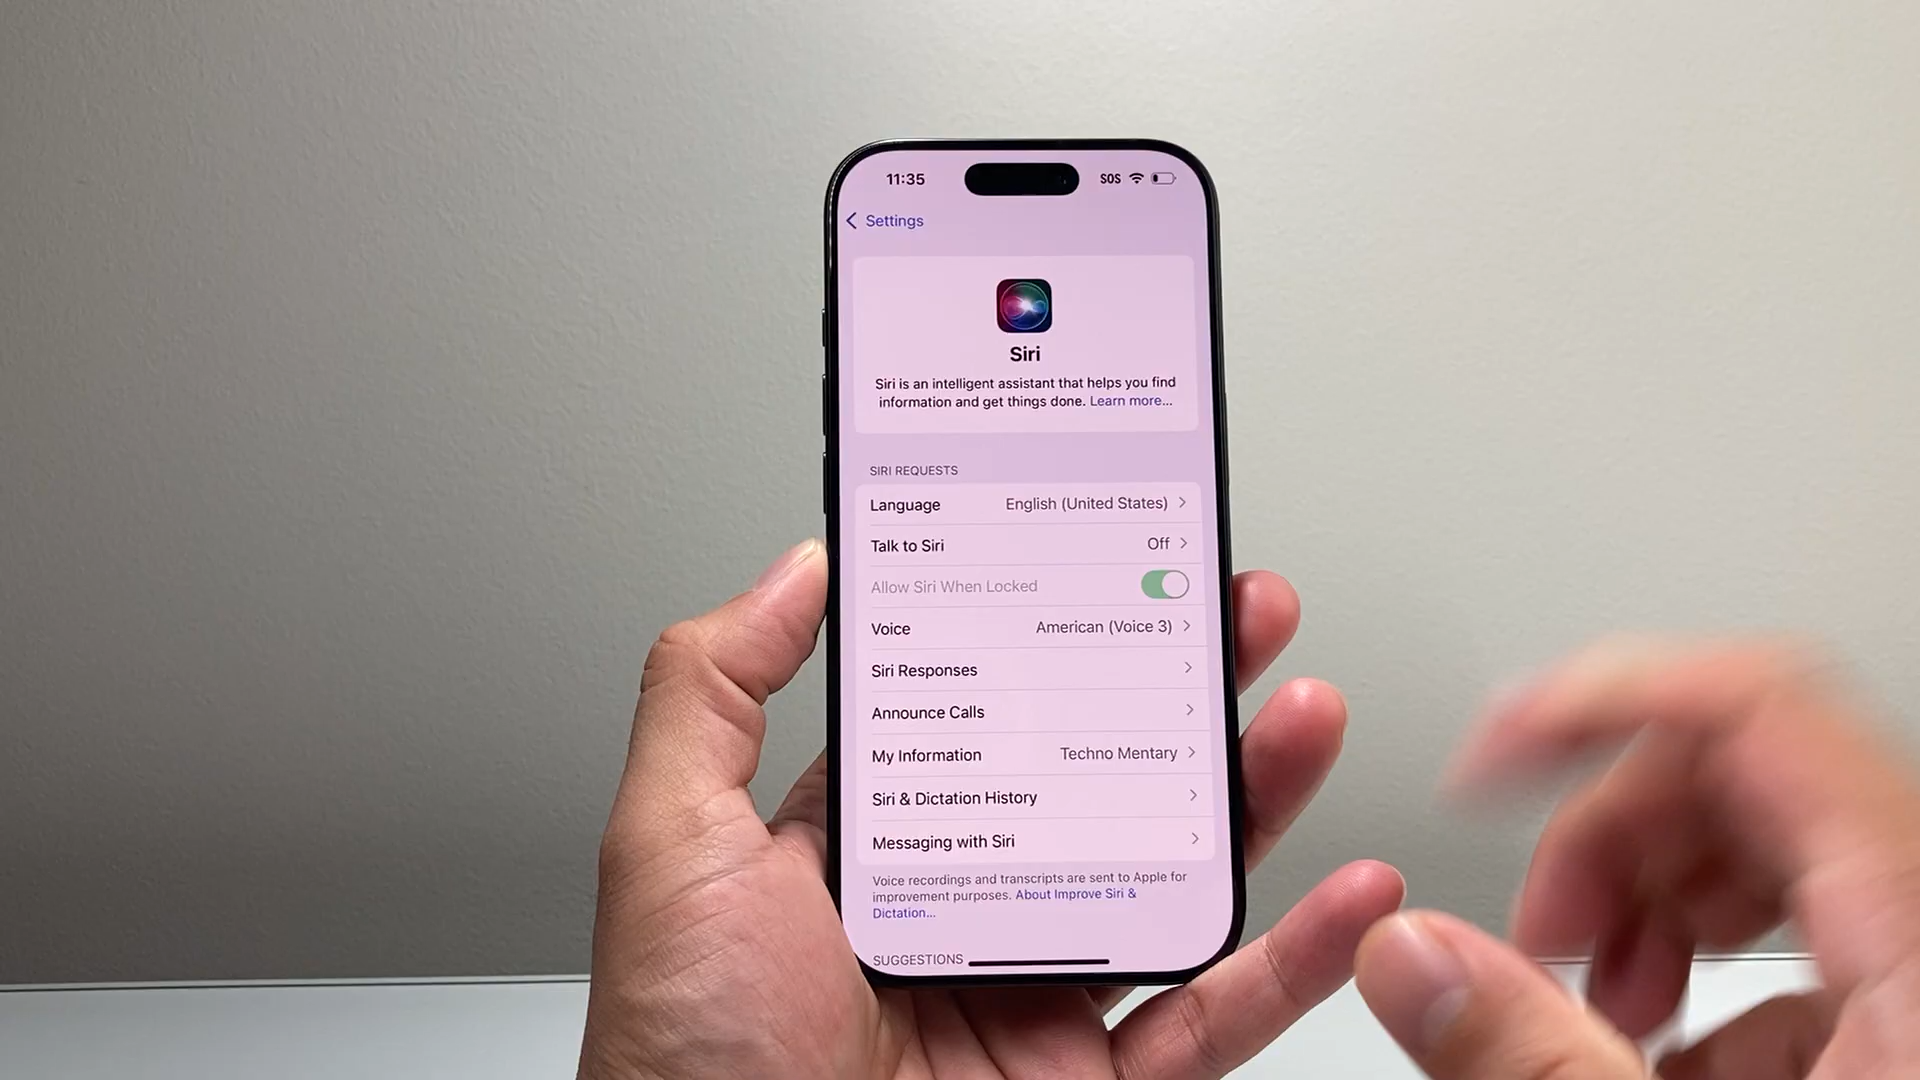 11:35 SOS
Settings
Siri
Siri is an intelligent assistant that helps you find
information and get things done. Learn more...
SIRI REQUESTS
Language English (United States)
Talk to Siri Off
Allow Siri When Locked
Voice American (Voice 3)
Siri Responses
Announce Calls
My Information Techno Mentary
Siri & Dictation History
Messaging with Siri
Voice recordings and transcripts are sent to Apple for
improvement purposes. About Improve Siri &
Dictation...
SUGGESTIONS